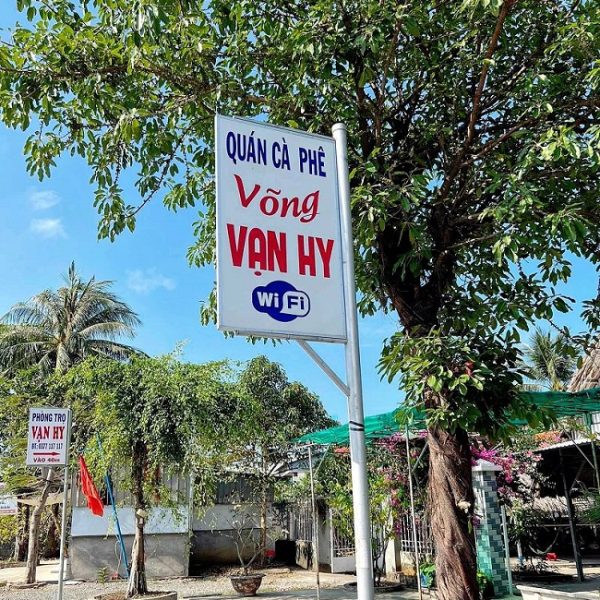 QUÁN CÀ PHÊ
Võng
VẠN HY
WiFi
PHÒNG TRỌ
VẠN HY
VÀO 40m